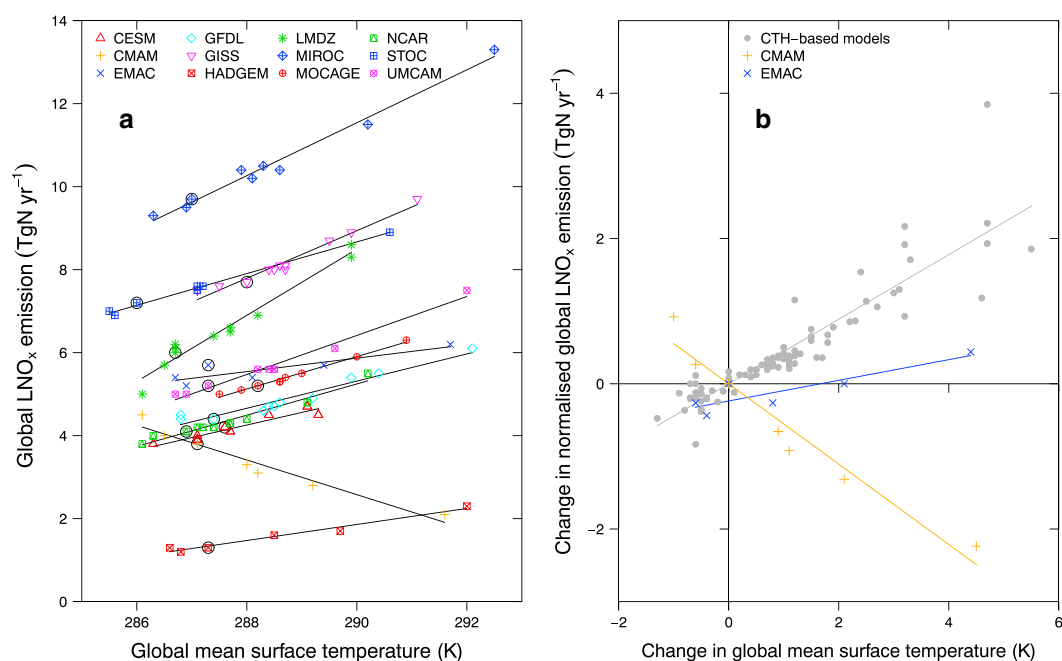 a
CESM GFDL LMDZ NCAR
CMAM GISS MIROC STOC
EMAC HADGEM MOCAGE UMCAM
Global LNOx emission (TgN yr⁻¹)
0 2 4 6 8 10 12 14
286 288 290 292
Global mean surface temperature (K)
b
CTH−based models
CMAM
EMAC
Change in normalised global LNOx emission (TgN yr⁻¹)
−2 0 2 4
−2 0 2 4 6
Change in global mean surface temperature (K)